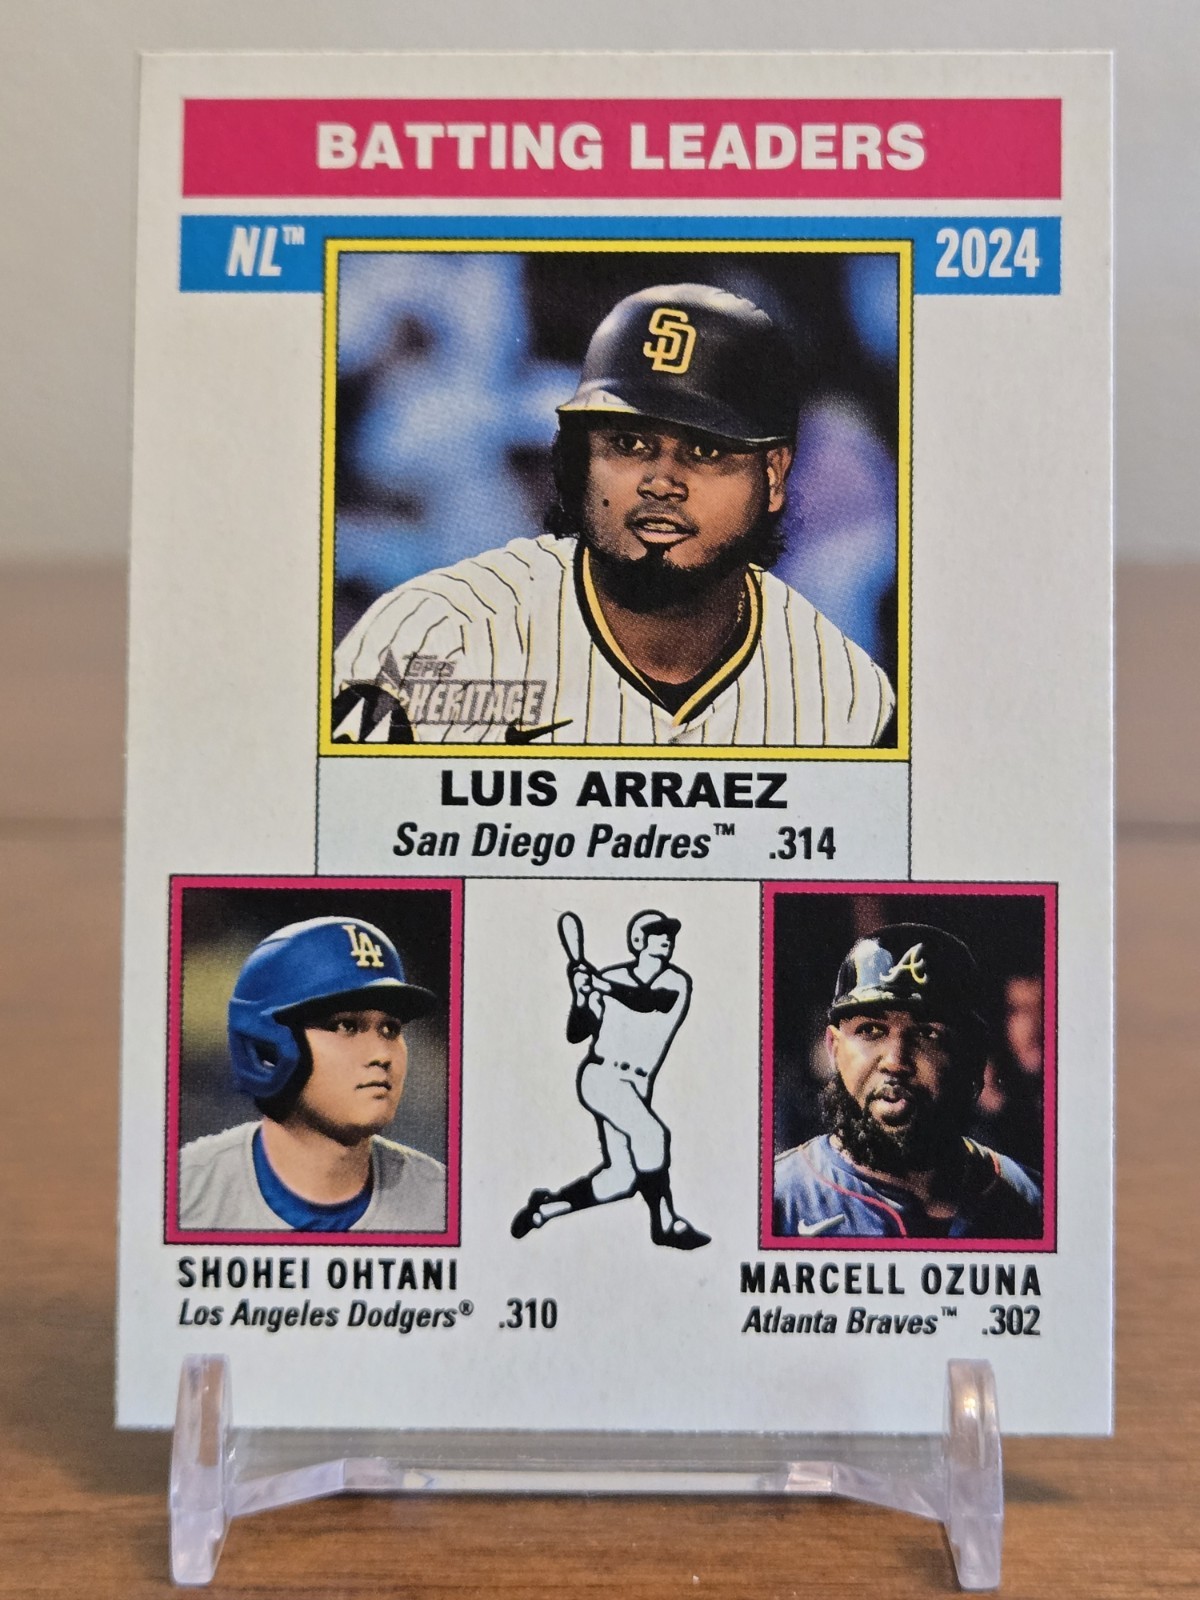 BATTING LEADERS
NL™
2024
SD
TOPPS
HERITAGE
LUIS ARRAEZ
San Diego Padres™ .314
LA
A
SHOHEI OHTANI
Los Angeles Dodgers® .310
MARCELL OZUNA
Atlanta Braves™ .302